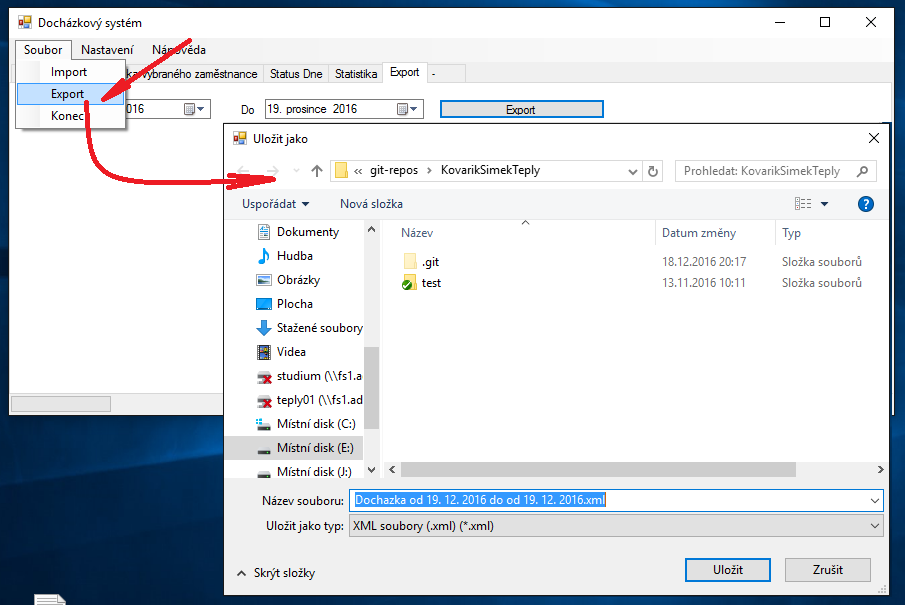 Docházkový systém
Soubor Nastavení Nápověda
Import
Export
Konec
ka vybraného zaměstnance Status Dne Statistika Export -
2016 Do 19. prosince 2016 Export
Uložit jako
« git-repos › KovarikSimekTeply Prohledat: KovarikSimekTeply
Uspořádat Nová složka
Název Datum změny Typ
.git 18.12.2016 20:17 Složka souborů
test 13.11.2016 10:11 Složka souborů
Dokumenty
Hudba
Obrázky
Plocha
Stažené soubory
Videa
studium (\\fs1.a
teply01 (\\fs1.ad
Místní disk (C:)
Místní disk (E:)
Místní disk (J:)
Název souboru: Dochazka od 19. 12. 2016 do od 19. 12. 2016.xml
Uložit jako typ: XML soubory (.xml) (*.xml)
Skrýt složky Uložit Zrušit